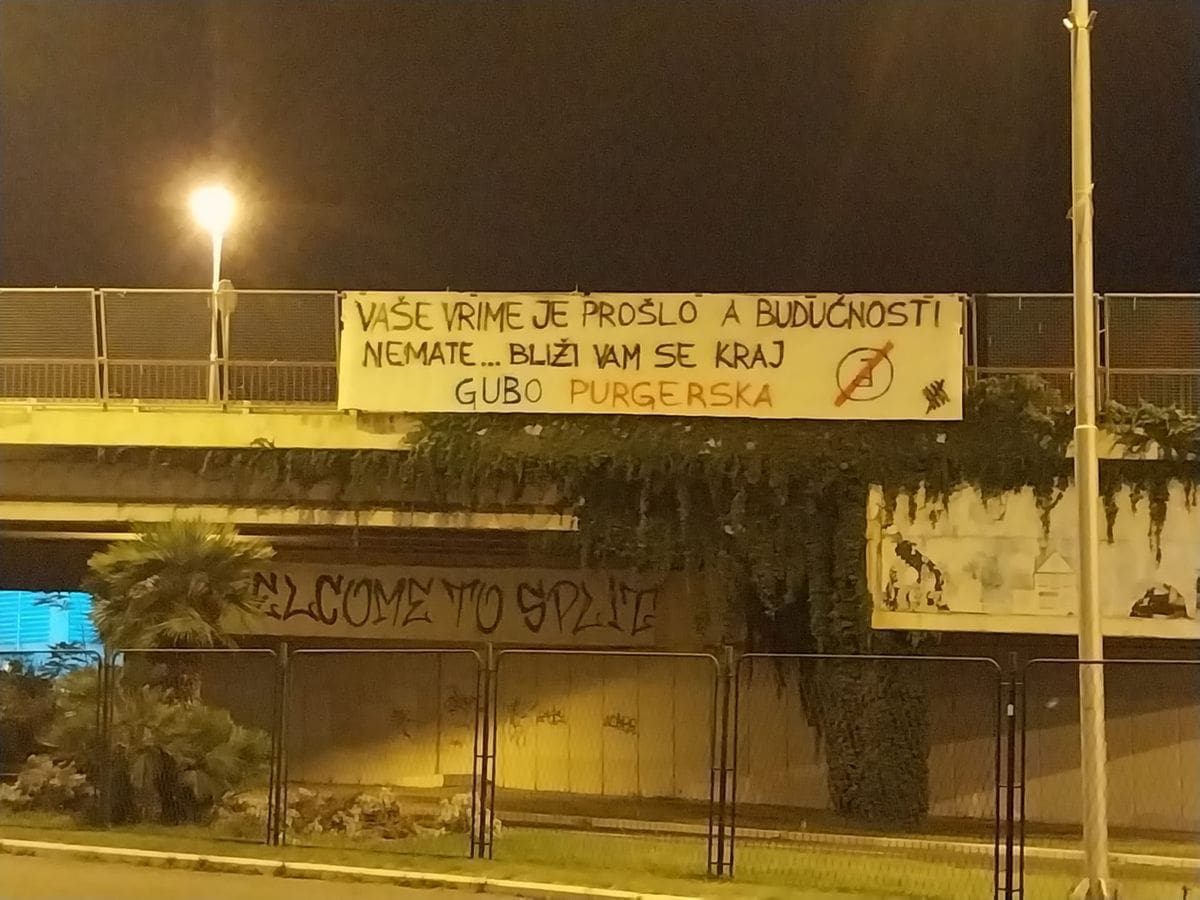 VAŠE VRIME JE PROŠLO A BUDUĆNOSTI
NEMATE... BLIŽI VAM SE KRAJ
GUBO PURGERSKA
ELCOME TO SPLIT